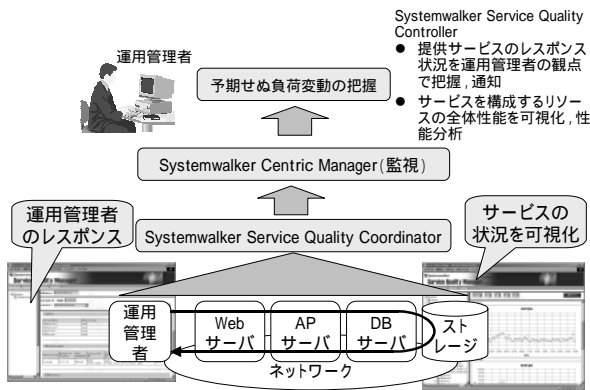 Systemwalker Service Quality
Controller
● 提供サービスのレスポンス
状況を運用管理者の観点
で把握,通知
● サービスを構成するリソー
スの全体性能を可視化,性
能分析
運用管理者
予期せぬ負荷変動の把握
Systemwalker Centric Manager(監視)
運用管理者
のレスポンス
Systemwalker Service Quality Coordinator
サービスの
状況を可視化
運用
管理
者
Web
サーバ
AP
サーバ
DB
サーバ
スト
レージ
ネットワーク